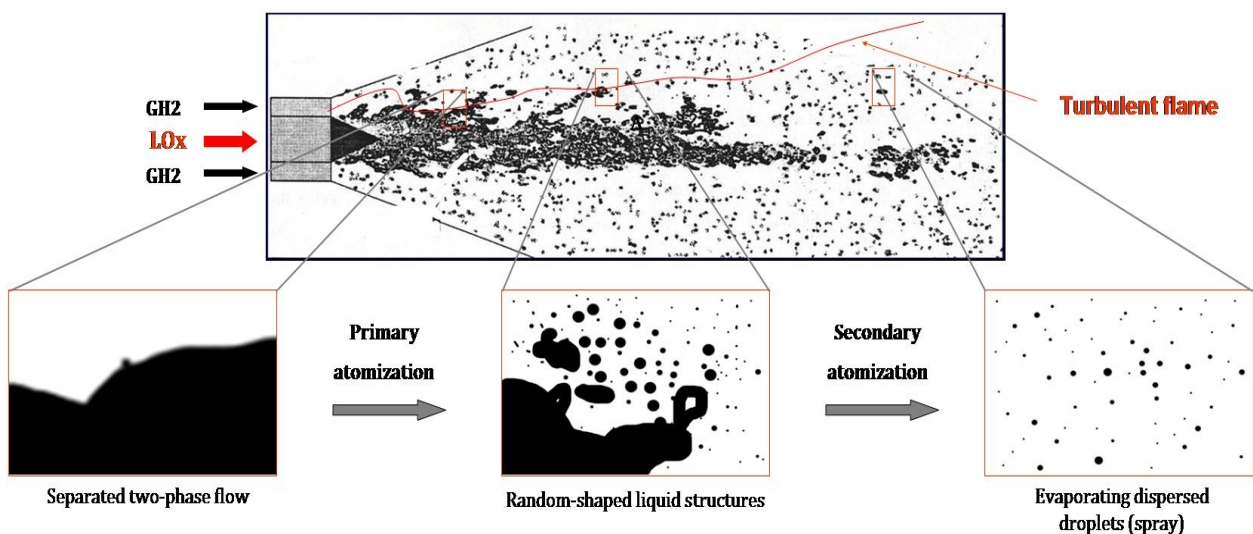 GH2
LOx
GH2
Turbulent flame
Primary
atomization
Secondary
atomization
Separated two-phase flow
Random-shaped liquid structures
Evaporating dispersed
droplets (spray)